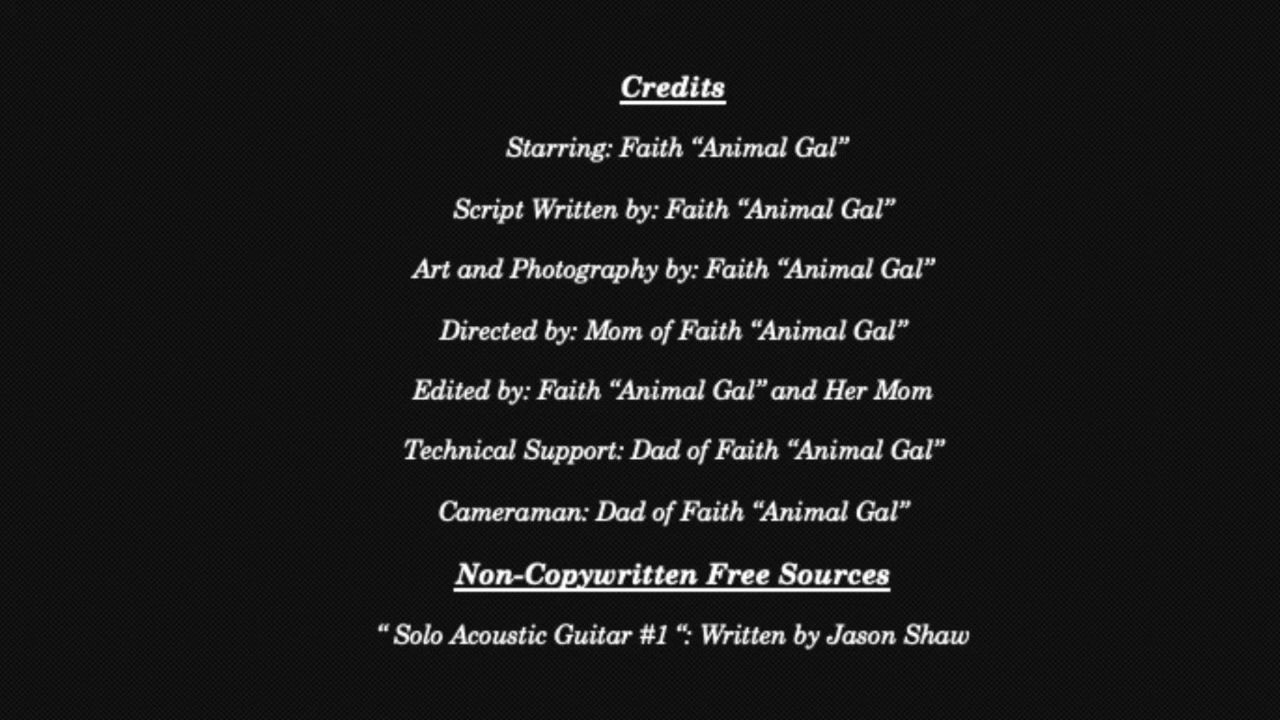 Credits
Starring: Faith “Animal Gal”
Script Written by: Faith “Animal Gal”
Art and Photography by: Faith “Animal Gal”
Directed by: Mom of Faith “Animal Gal”
Edited by: Faith “Animal Gal” and Her Mom
Technical Support: Dad of Faith “Animal Gal”
Cameraman: Dad of Faith “Animal Gal”
Non-Copywritten Free Sources
“ Solo Acoustic Guitar #1 “: Written by Jason Shaw